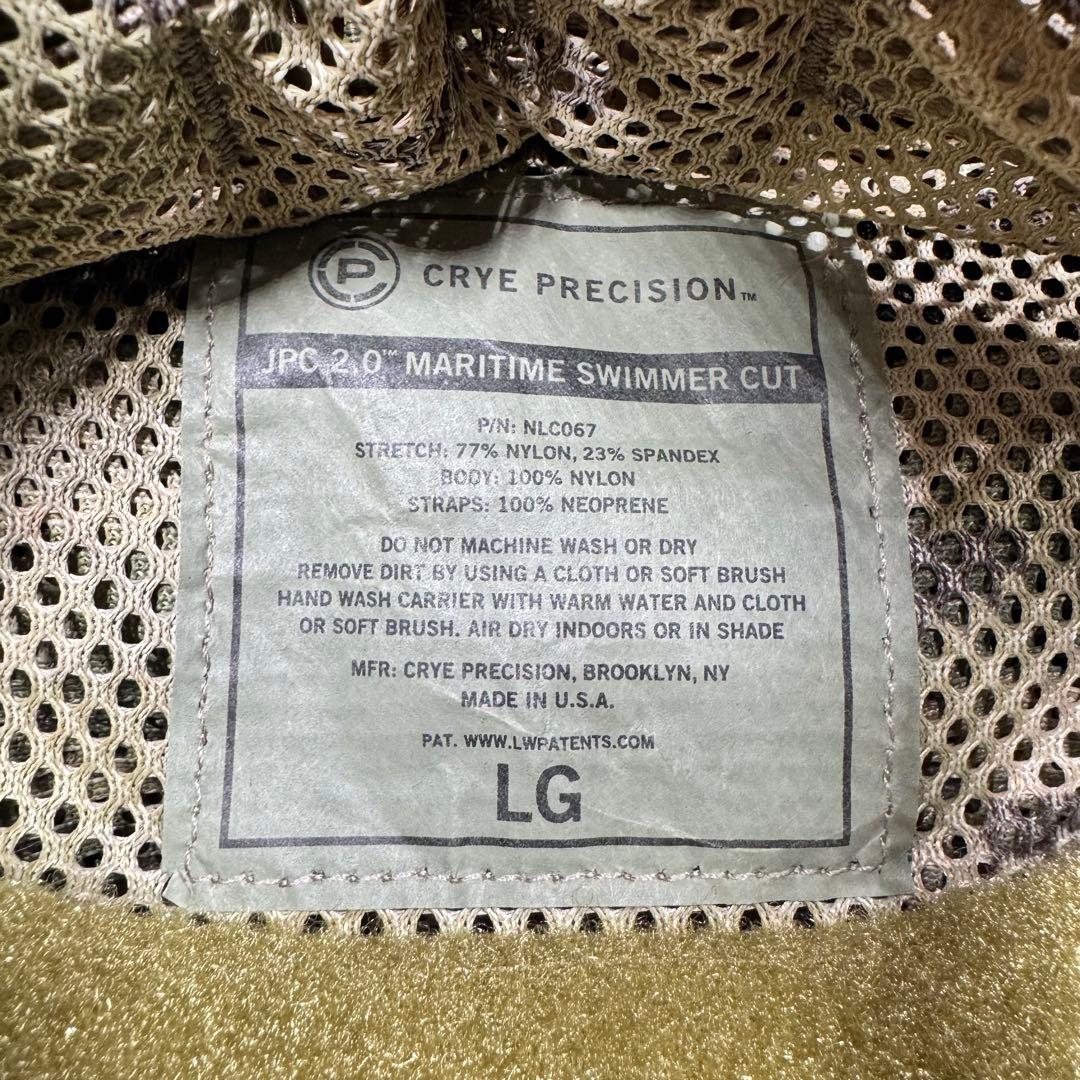 CP CRYE PRECISION™
JPC 2.0™ MARITIME SWIMMER CUT
P/N: NLC067
STRETCH: 77% NYLON, 23% SPANDEX
BODY: 100% NYLON
STRAPS: 100% NEOPRENE
DO NOT MACHINE WASH OR DRY
REMOVE DIRT BY USING A CLOTH OR SOFT BRUSH
HAND WASH CARRIER WITH WARM WATER AND CLOTH
OR SOFT BRUSH. AIR DRY INDOORS OR IN SHADE
MFR: CRYE PRECISION, BROOKLYN, NY
MADE IN U.S.A.
PAT. WWW.LWPATENTS.COM
LG